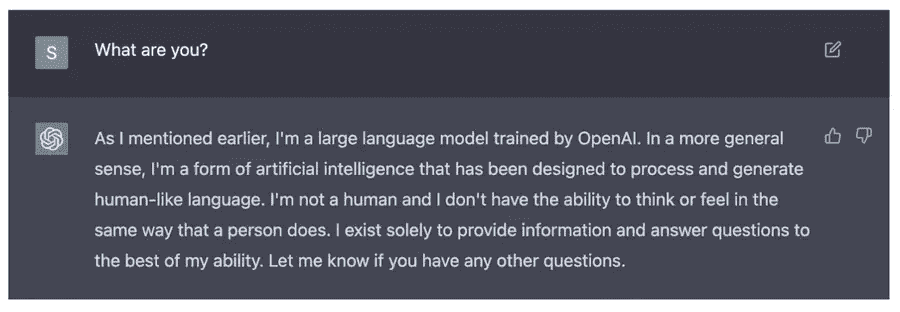 S
What are you?
As I mentioned earlier, I'm a large language model trained by OpenAI. In a more general
sense, I'm a form of artificial intelligence that has been designed to process and generate
human-like language. I'm not a human and I don't have the ability to think or feel in the
same way that a person does. I exist solely to provide information and answer questions to
the best of my ability. Let me know if you have any other questions.